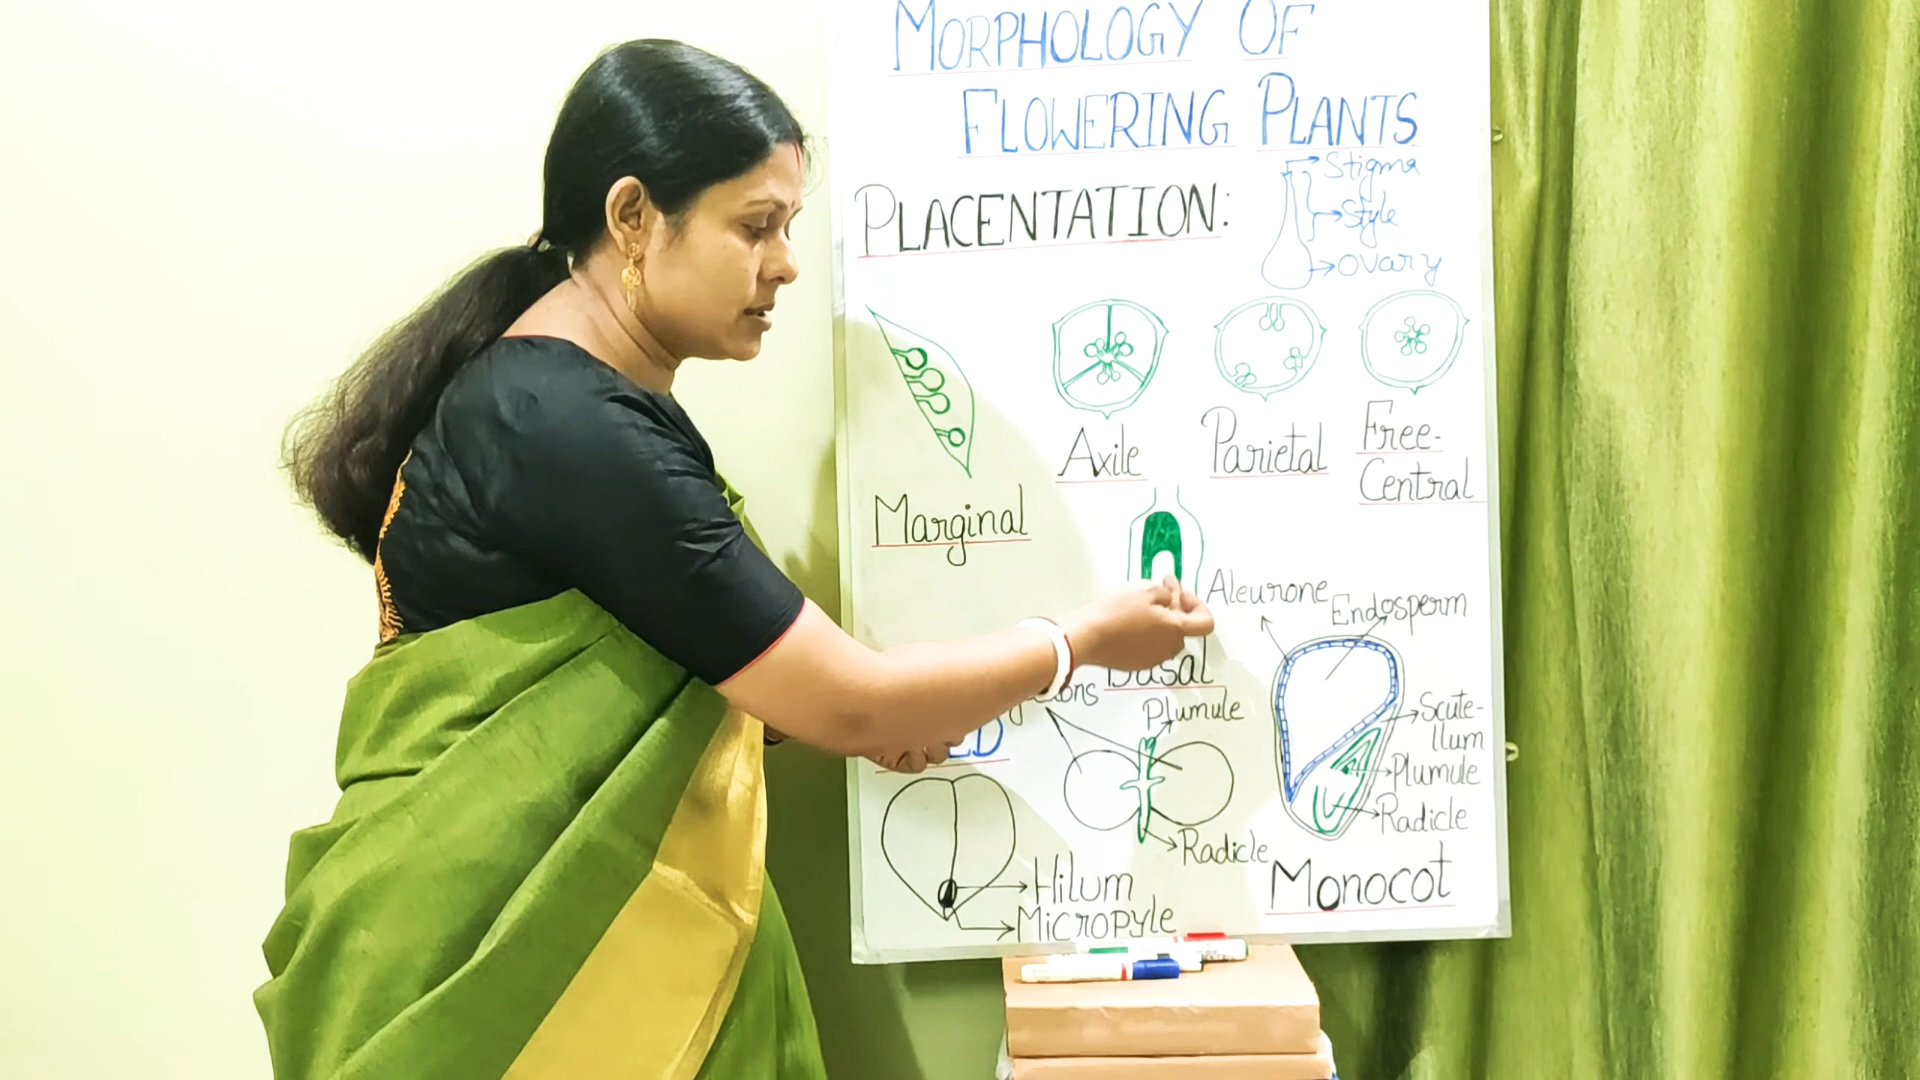 MORPHOLOGY OF
FLOWERING PLANTS
Stigma
Style
ovary
PLACENTATION:
Marginal
Axile
Parietal
Free-
Central
Basal
Aleurone
Endosperm
Scute-
llum
Plumule
Radicle
Monocot
Plumule
Radicle
Hilum
Micropyle